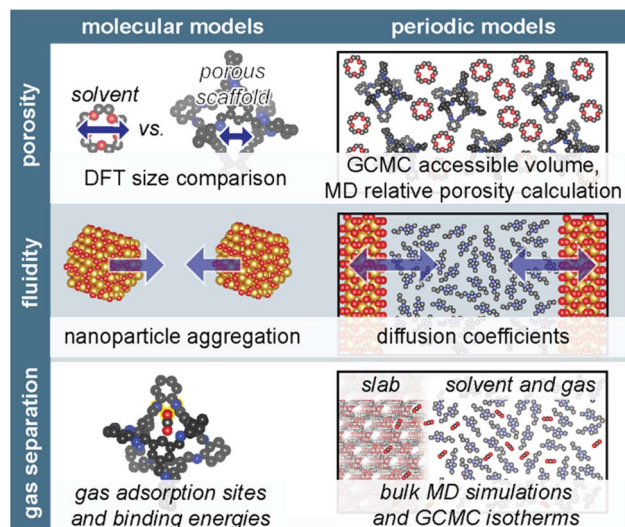 molecular models
periodic models
porosity
solvent
vs.
porous
scaffold
DFT size comparison
GCMC accessible volume,
MD relative porosity calculation
fluidity
nanoparticle aggregation
diffusion coefficients
gas separation
gas adsorption sites
and binding energies
slab
solvent and gas
bulk MD simulations
and GCMC isotherms